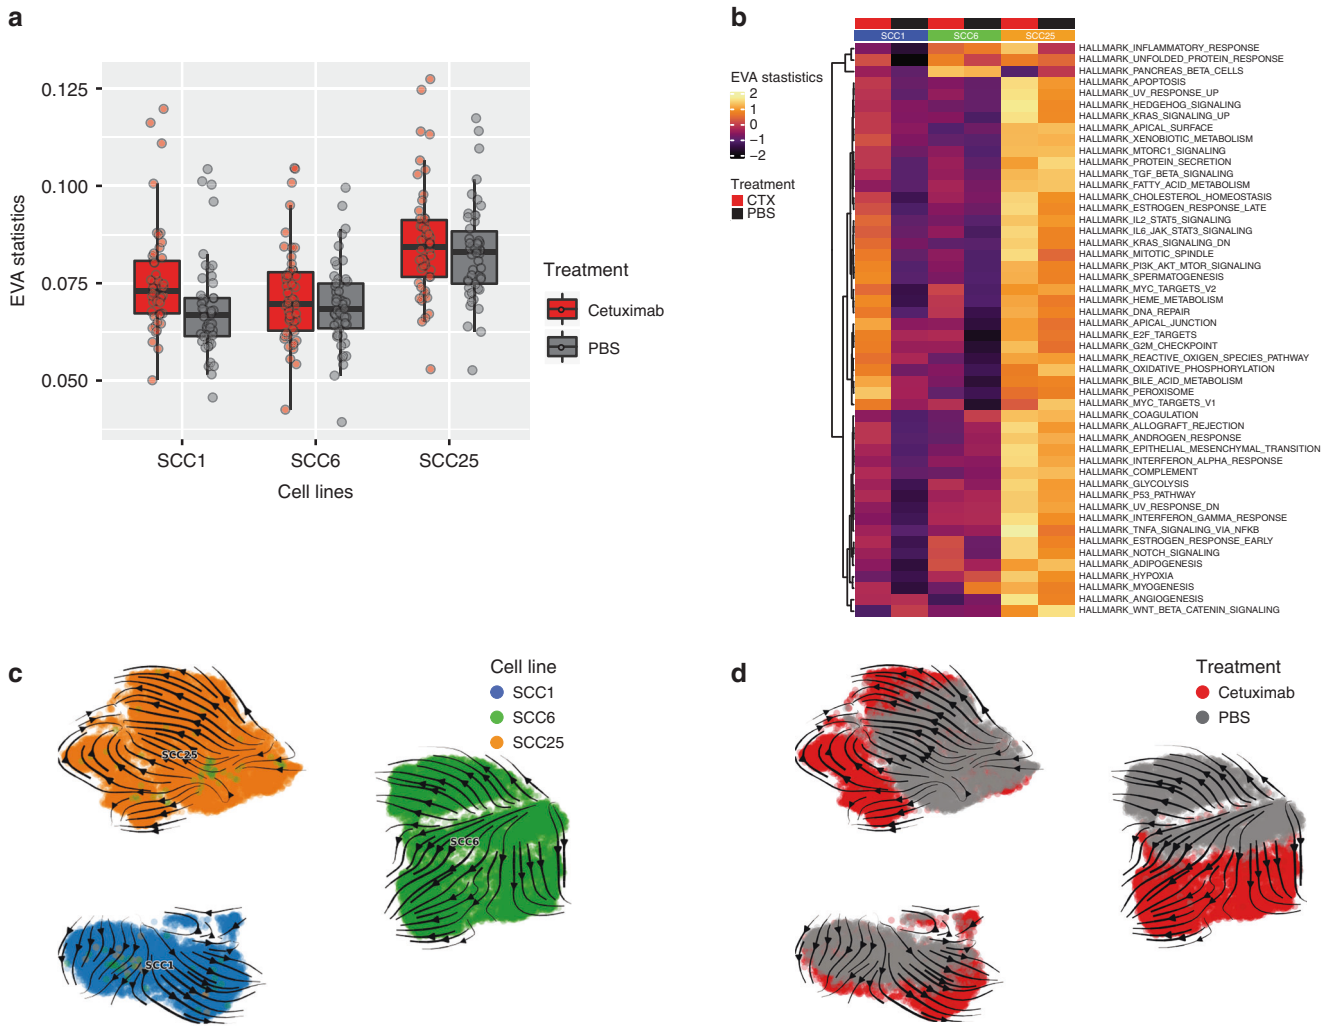 a
EVA statistics
0.125
0.100
0.075
0.050
SCC1
SCC6
SCC25
Cell lines
Treatment
Cetuximab
PBS
b
SCC1
SCC6
SCC25
EVA stastistics
2
1
0
−1
−2
Treatment
CTX
PBS
HALLMARK_INFLAMMATORY_RESPONSE
HALLMARK_UNFOLDED_PROTEIN_RESPONSE
HALLMARK_PANCREAS_BETA_CELLS
HALLMARK_APOPTOSIS
HALLMARK_UV_RESPONSE_UP
HALLMARK_HEDGEHOG_SIGNALING
HALLMARK_KRAS_SIGNALING_UP
HALLMARK_APICAL_SURFACE
HALLMARK_XENOBIOTIC_METABOLISM
HALLMARK_MTORC1_SIGNALING
HALLMARK_PROTEIN_SECRETION
HALLMARK_TGF_BETA_SIGNALING
HALLMARK_FATTY_ACID_METABOLISM
HALLMARK_CHOLESTEROL_HOMEOSTASIS
HALLMARK_ESTROGEN_RESPONSE_LATE
HALLMARK_IL2_STAT5_SIGNALING
HALLMARK_IL6_JAK_STAT3_SIGNALING
HALLMARK_KRAS_SIGNALING_DN
HALLMARK_MITOTIC_SPINDLE
HALLMARK_PI3K_AKT_MTOR_SIGNALING
HALLMARK_SPERMATOGENESIS
HALLMARK_MYC_TARGETS_V2
HALLMARK_HEME_METABOLISM
HALLMARK_DNA_REPAIR
HALLMARK_APICAL_JUNCTION
HALLMARK_E2F_TARGETS
HALLMARK_G2M_CHECKPOINT
HALLMARK_REACTIVE_OXIGEN_SPECIES_PATHWAY
HALLMARK_OXIDATIVE_PHOSPHORYLATION
HALLMARK_BILE_ACID_METABOLISM
HALLMARK_PEROXISOME
HALLMARK_MYC_TARGETS_V1
HALLMARK_COAGULATION
HALLMARK_ALLOGRAFT_REJECTION
HALLMARK_ANDROGEN_RESPONSE
HALLMARK_EPITHELIAL_MESENCHYMAL_TRANSITION
HALLMARK_INTERFERON_ALPHA_RESPONSE
HALLMARK_COMPLEMENT
HALLMARK_GLYCOLYSIS
HALLMARK_P53_PATHWAY
HALLMARK_UV_RESPONSE_DN
HALLMARK_INTERFERON_GAMMA_RESPONSE
HALLMARK_TNFA_SIGNALING_VIA_NFKB
HALLMARK_ESTROGEN_RESPONSE_EARLY
HALLMARK_NOTCH_SIGNALING
HALLMARK_ADIPOGENESIS
HALLMARK_HYPOXIA
HALLMARK_MYOGENESIS
HALLMARK_ANGIOGENESIS
HALLMARK_WNT_BETA_CATENIN_SIGNALING
c
Cell line
SCC1
SCC6
SCC25
SCC25
SCC6
SCC1
d
Treatment
Cetuximab
PBS